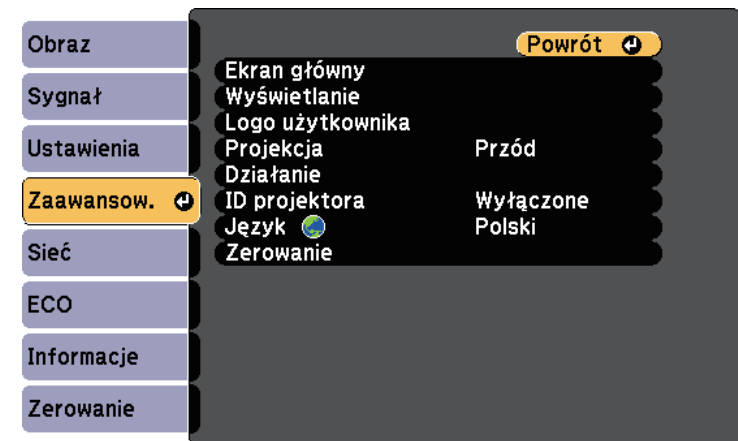 Obraz
Sygnał
Ustawienia
Zaawansow.
Sieć
ECO
Informacje
Zerowanie
Powrót
Ekran główny
Wyświetlanie
Logo użytkownika
Projekcja Przód
Działanie
ID projektora Wyłączone
Język Polski
Zerowanie